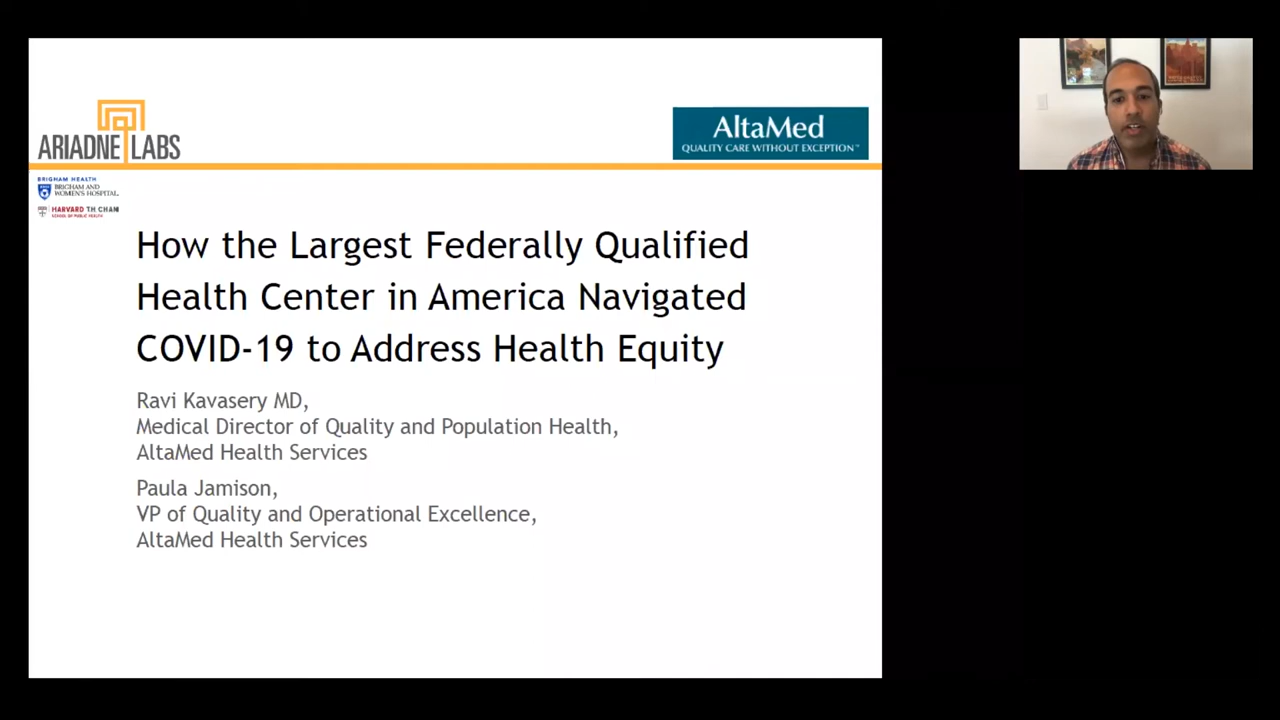 ARIADNE LABS
AltaMed
QUALITY CARE WITHOUT EXCEPTION™
BRIGHAM HEALTH
BRIGHAM AND
WOMEN'S HOSPITAL
HARVARD T.H. CHAN
SCHOOL OF PUBLIC HEALTH
How the Largest Federally Qualified
Health Center in America Navigated
COVID-19 to Address Health Equity
Ravi Kavasery MD,
Medical Director of Quality and Population Health,
AltaMed Health Services
Paula Jamison,
VP of Quality and Operational Excellence,
AltaMed Health Services